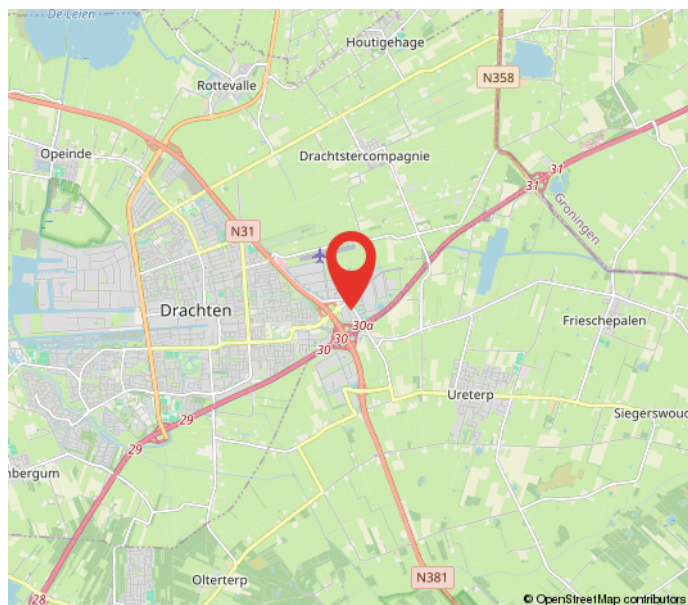 De Leien
Houtigehage
N358
Rottevalle
Opeinde
Drachtstercompagnie
31
31
Groningen
N31
Drachten
30a
30
30
Frieschepalen
Ureterp
Siegerswoud
29
29
mbergum
Olterterp
N381
28
© OpenStreetMap contributors